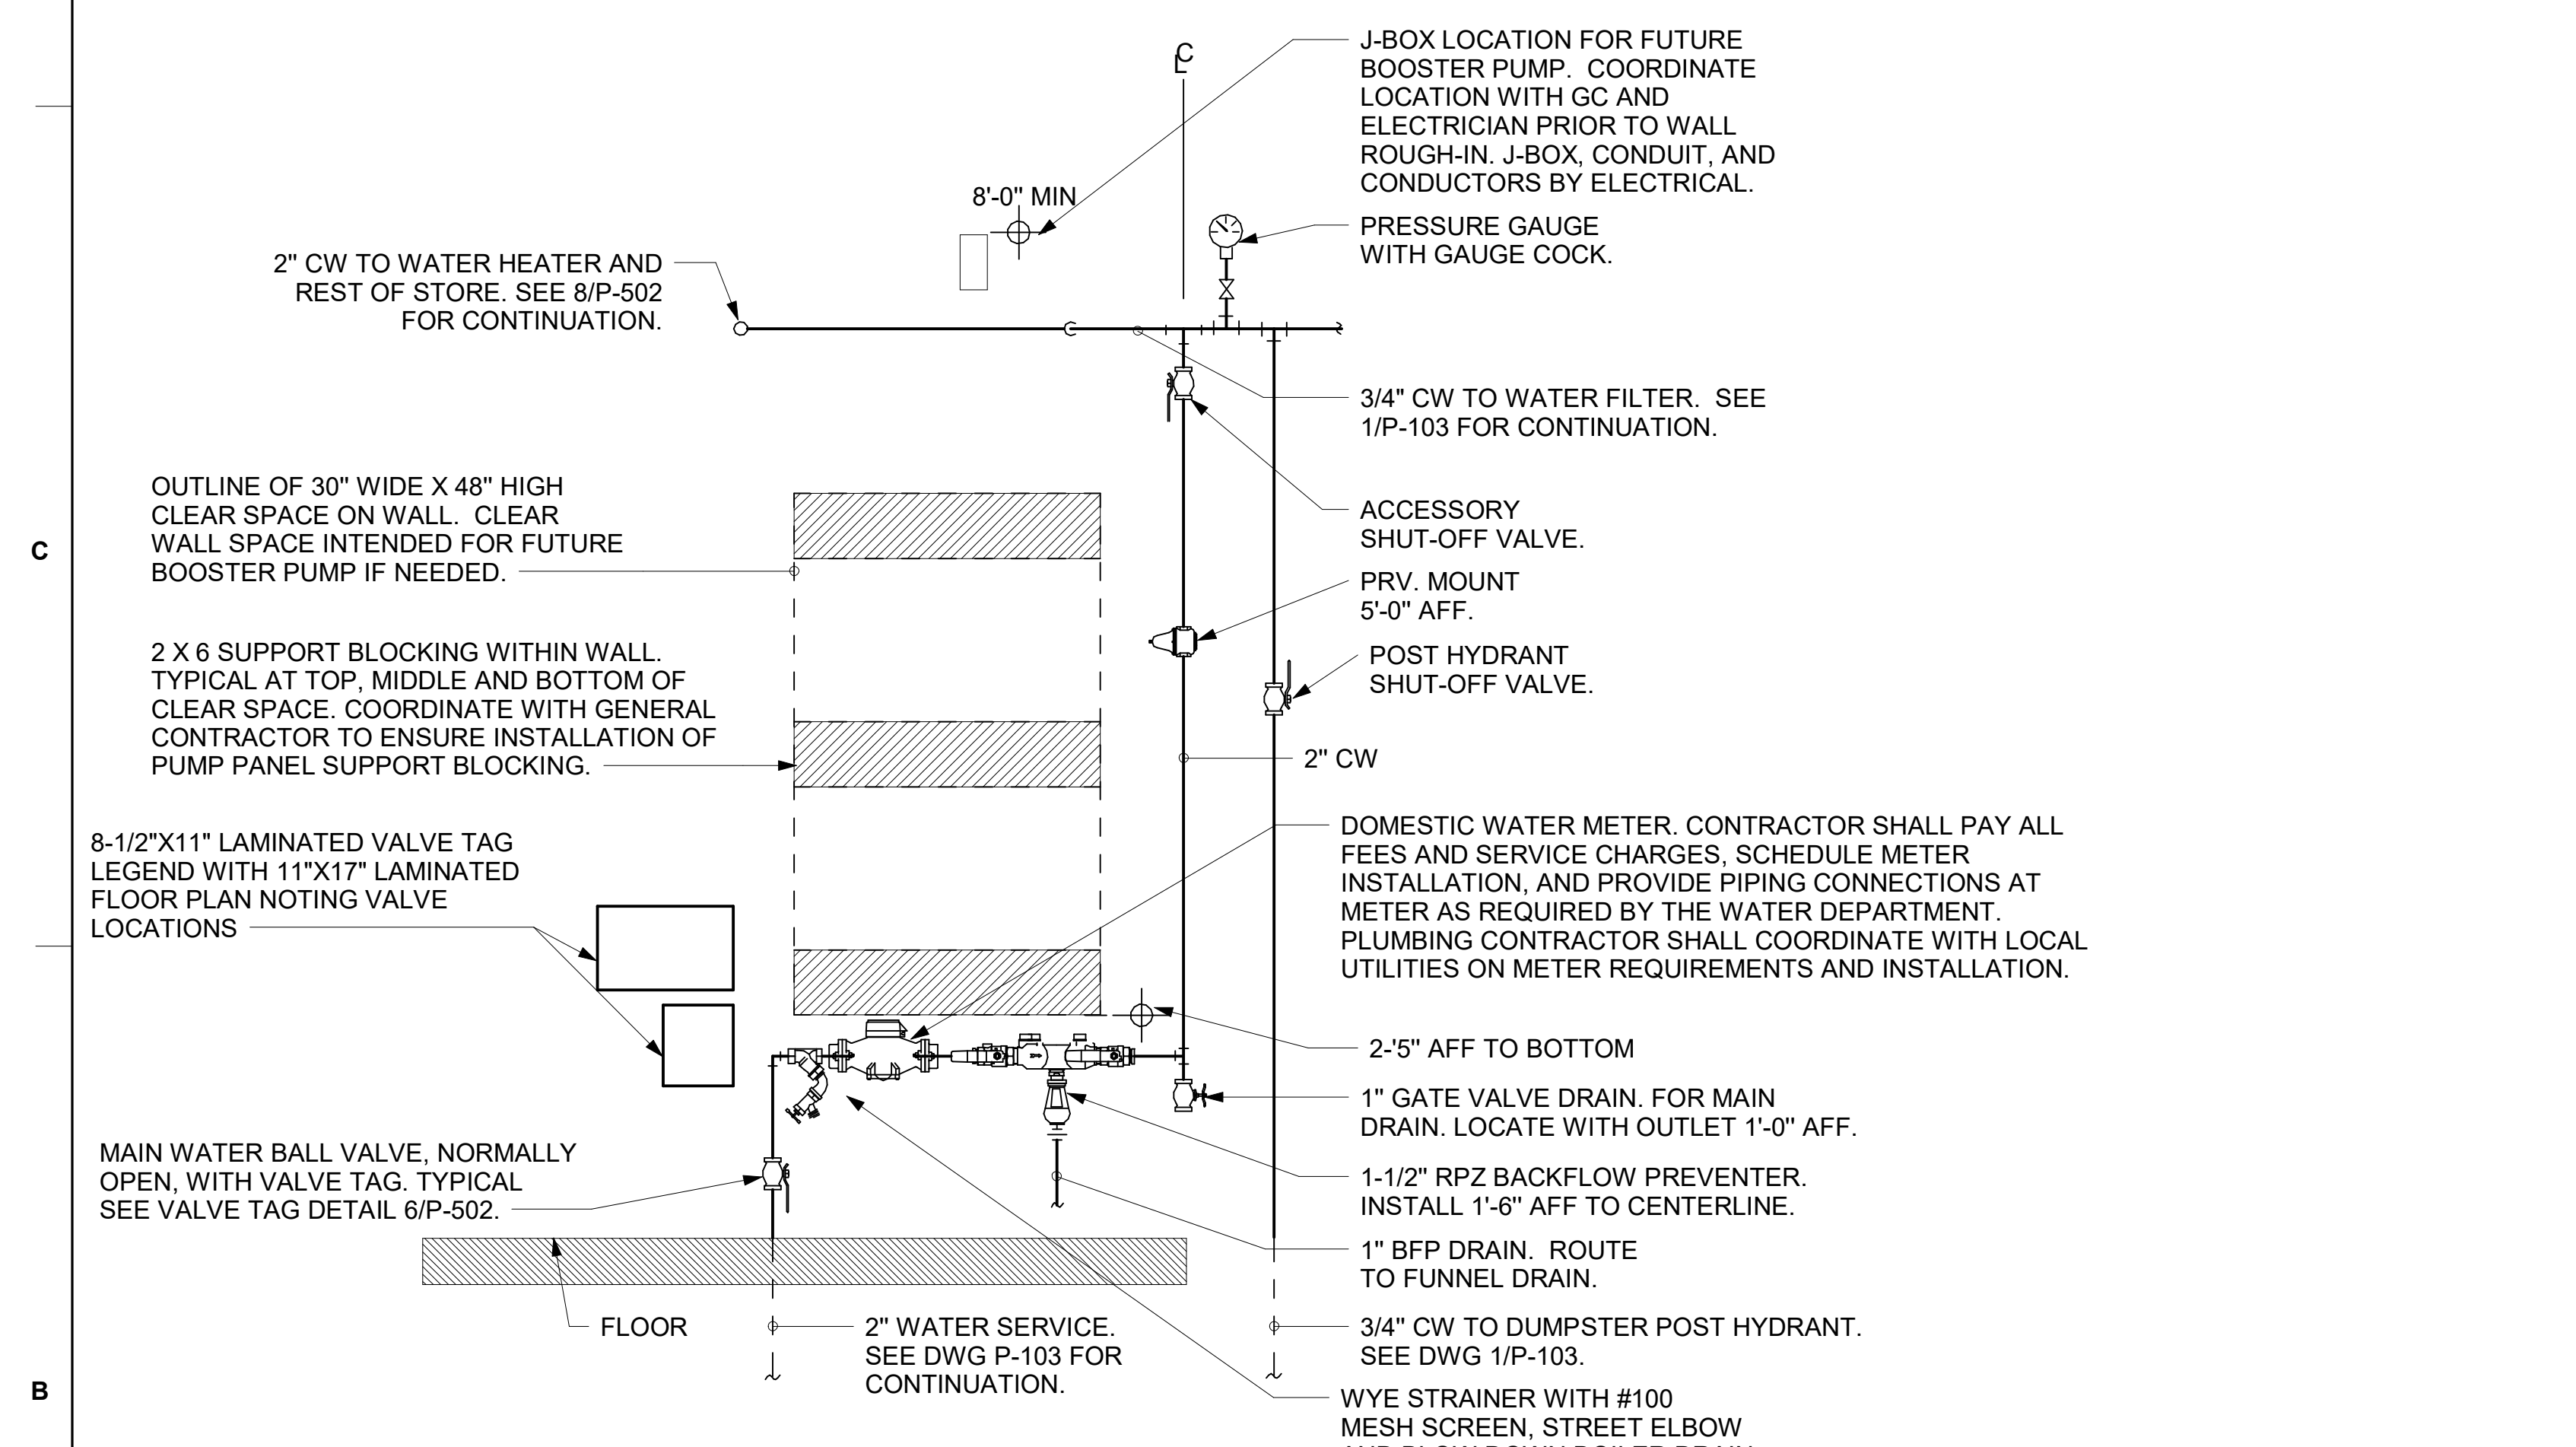 J-BOX LOCATION FOR FUTURE
BOOSTER PUMP.  COORDINATE
LOCATION WITH GC AND
ELECTRICIAN PRIOR TO WALL
ROUGH-IN. J-BOX, CONDUIT, AND
CONDUCTORS BY ELECTRICAL.
CL
8'-0" MIN
PRESSURE GAUGE
WITH GAUGE COCK.
2" CW TO WATER HEATER AND
REST OF STORE. SEE 8/P-502
FOR CONTINUATION.
3/4" CW TO WATER FILTER.  SEE
1/P-103 FOR CONTINUATION.
OUTLINE OF 30" WIDE X 48" HIGH
CLEAR SPACE ON WALL.  CLEAR
WALL SPACE INTENDED FOR FUTURE
BOOSTER PUMP IF NEEDED.
ACCESSORY
SHUT-OFF VALVE.
C
PRV. MOUNT
5'-0" AFF.
2 X 6 SUPPORT BLOCKING WITHIN WALL.
TYPICAL AT TOP, MIDDLE AND BOTTOM OF
CLEAR SPACE. COORDINATE WITH GENERAL
CONTRACTOR TO ENSURE INSTALLATION OF
PUMP PANEL SUPPORT BLOCKING.
POST HYDRANT
SHUT-OFF VALVE.
2" CW
8-1/2"X11" LAMINATED VALVE TAG
LEGEND WITH 11"X17" LAMINATED
FLOOR PLAN NOTING VALVE
LOCATIONS
DOMESTIC WATER METER. CONTRACTOR SHALL PAY ALL
FEES AND SERVICE CHARGES, SCHEDULE METER
INSTALLATION, AND PROVIDE PIPING CONNECTIONS AT
METER AS REQUIRED BY THE WATER DEPARTMENT.
PLUMBING CONTRACTOR SHALL COORDINATE WITH LOCAL
UTILITIES ON METER REQUIREMENTS AND INSTALLATION.
2-'5" AFF TO BOTTOM
1" GATE VALVE DRAIN. FOR MAIN
DRAIN. LOCATE WITH OUTLET 1'-0" AFF.
MAIN WATER BALL VALVE, NORMALLY
OPEN, WITH VALVE TAG. TYPICAL
SEE VALVE TAG DETAIL 6/P-502.
1-1/2" RPZ BACKFLOW PREVENTER.
INSTALL 1'-6" AFF TO CENTERLINE.
1" BFP DRAIN.  ROUTE
TO FUNNEL DRAIN.
FLOOR
2" WATER SERVICE.
SEE DWG P-103 FOR
CONTINUATION.
3/4" CW TO DUMPSTER POST HYDRANT.
SEE DWG 1/P-103.
B
WYE STRAINER WITH #100
MESH SCREEN, STREET ELBOW